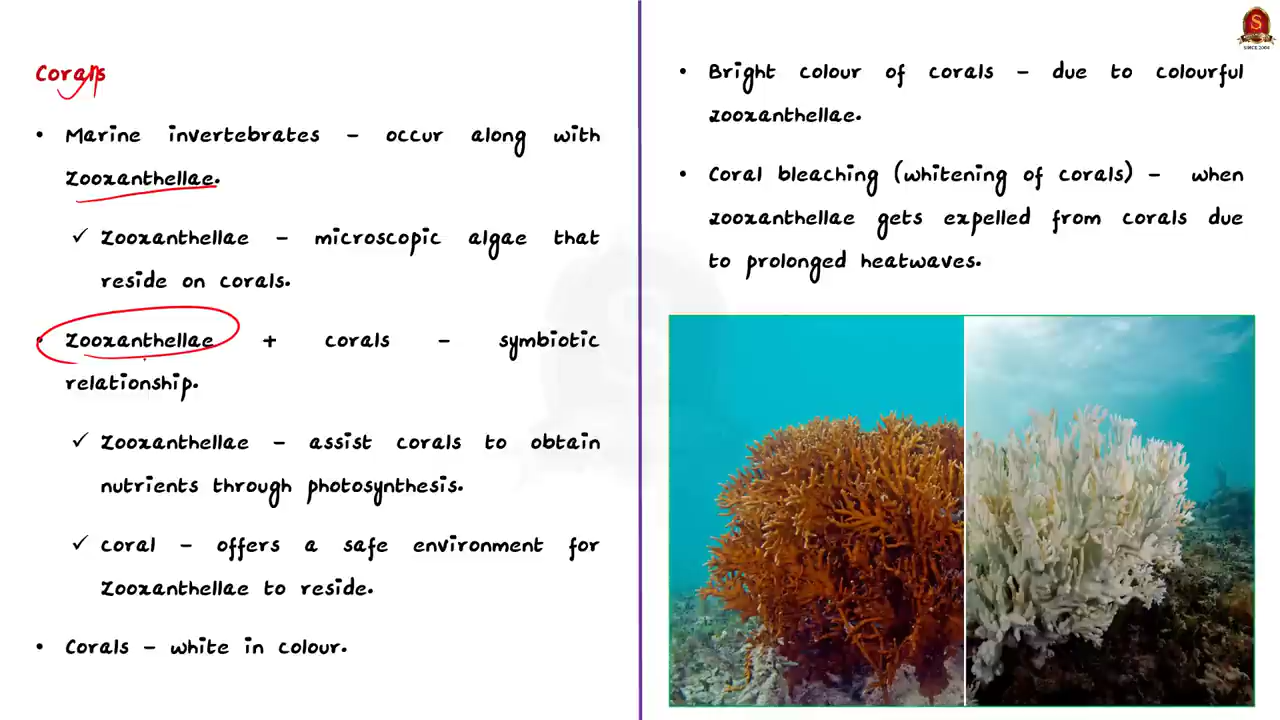 Corals
• Marine invertebrates – occur along with
Zooxanthellae.
✓ Zooxanthellae – microscopic algae that
reside on corals.
• Zooxanthellae + corals – symbiotic
relationship.
✓ Zooxanthellae – assist corals to obtain
nutrients through photosynthesis.
✓ Coral – offers a safe environment for
Zooxanthellae to reside.
• Corals – white in colour.
• Bright colour of corals – due to colourful
zooxanthellae.
• Coral bleaching (whitening of corals) – when
zooxanthellae gets expelled from corals due
to prolonged heatwaves.
S
SINCE 2004